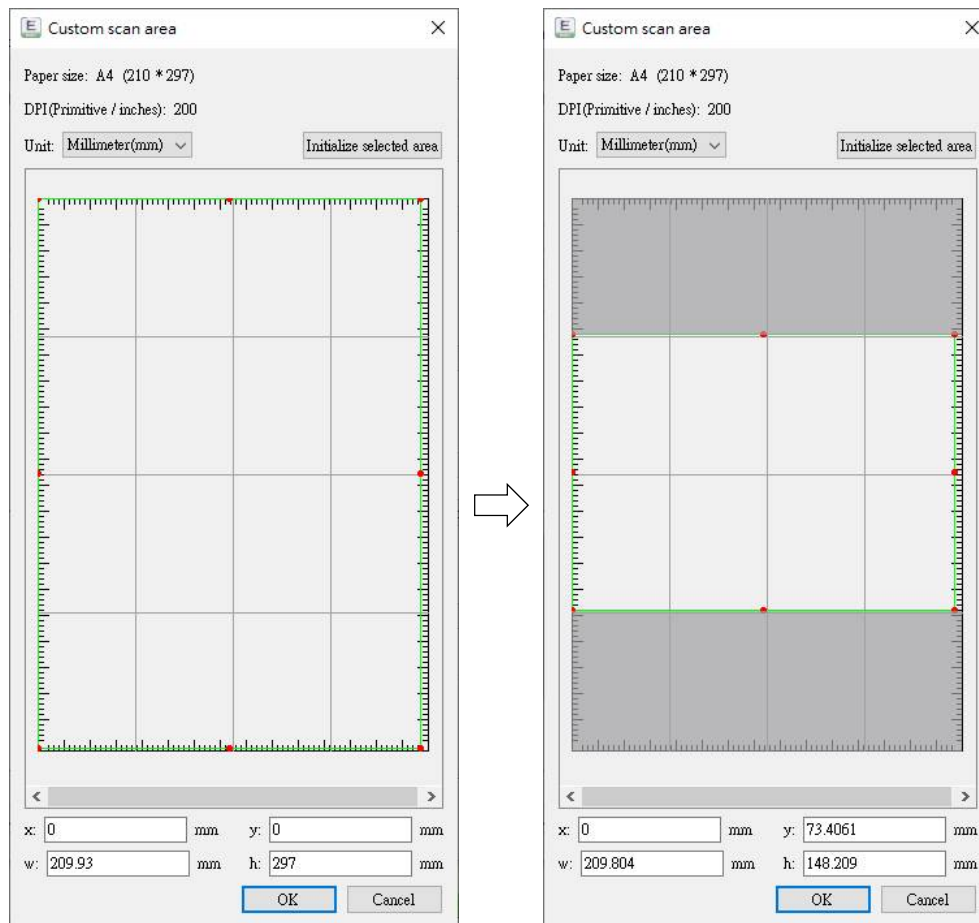 Custom scan area
Paper size: A4 (210 * 297)
DPI(Primitive / inches): 200
Unit: Millimeter(mm) Initialize selected area
x: 0 mm y: 0 mm
w: 209.93 mm h: 297 mm
OK Cancel
Custom scan area
Paper size: A4 (210 * 297)
DPI(Primitive / inches): 200
Unit: Millimeter(mm) Initialize selected area
x: 0 mm y: 73.4061 mm
w: 209.804 mm h: 148.209 mm
OK Cancel